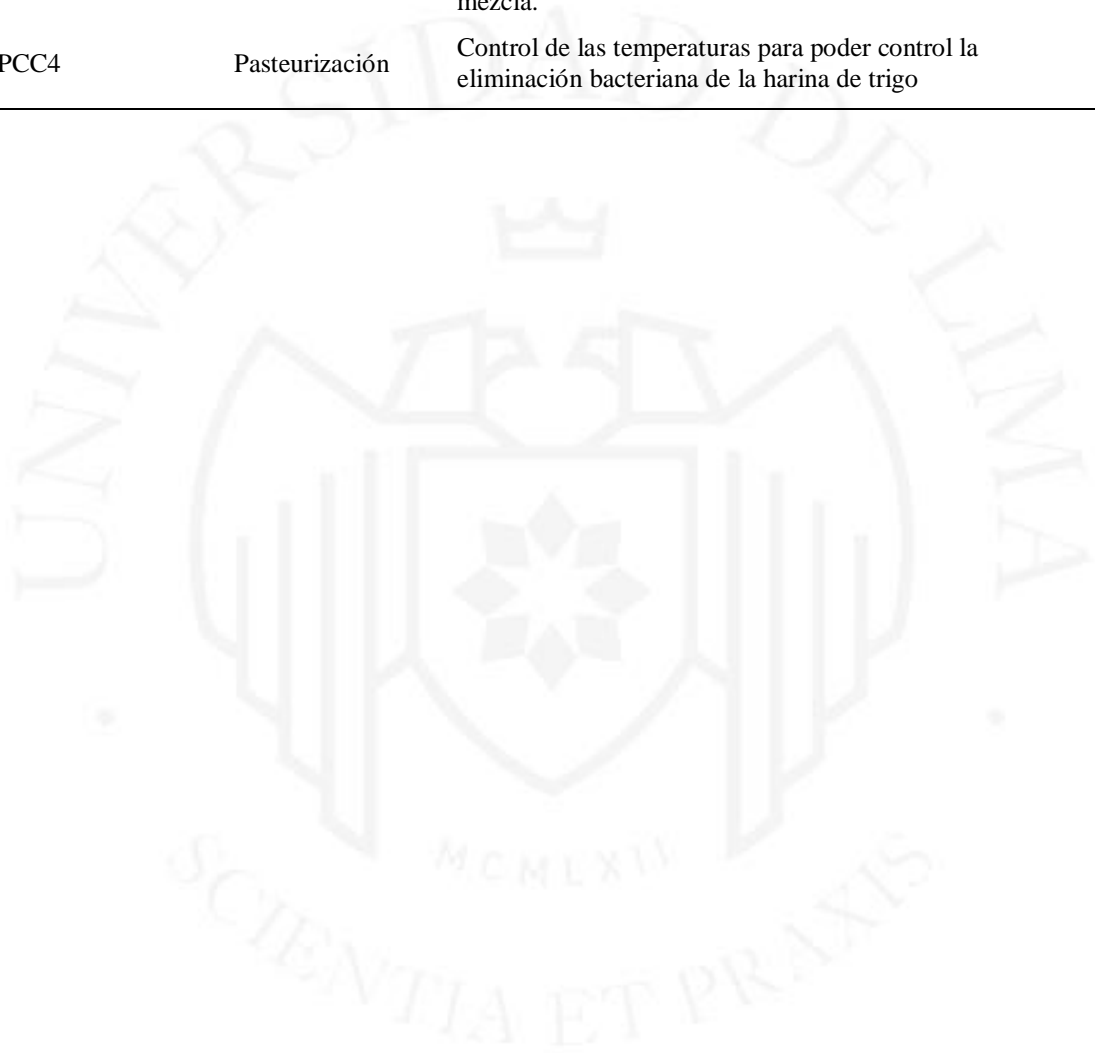 mezcla.
PCC4 Pasteurización Control de las temperaturas para poder control la
eliminación bacteriana de la harina de trigo
UNIVERSIDAD DE LIMA
MCMLXII
SCIENTIA ET PRAXIS